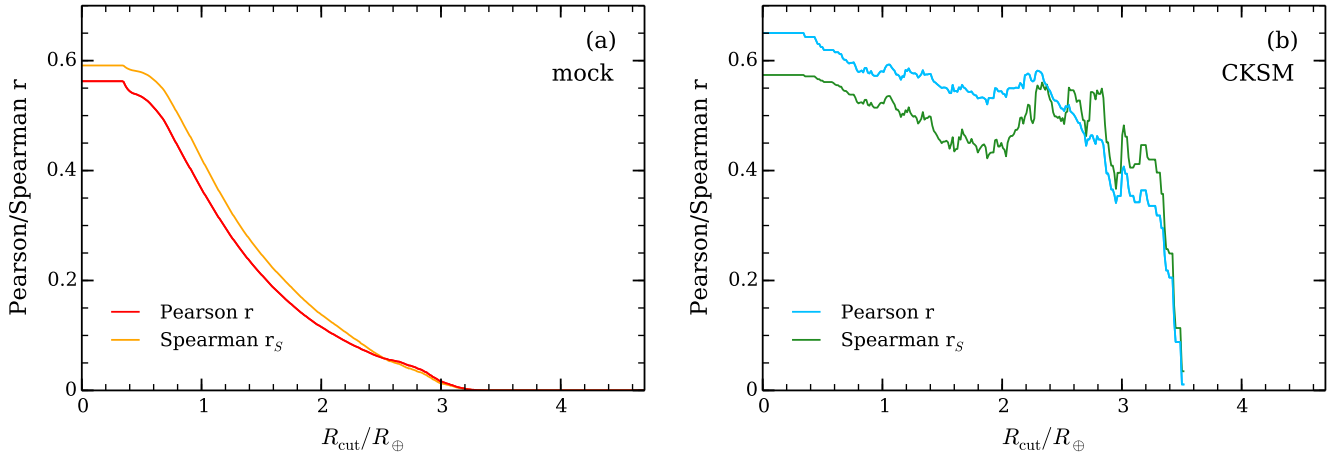 (a)
mock
Pearson/Spearman r
0.6
0.4
0.2
0
Pearson r
Spearman r_S
0 1 2 3 4
R_cut/R_⊕
(b)
CKSM
Pearson/Spearman r
0.6
0.4
0.2
0
Pearson r
Spearman r_S
0 1 2 3 4
R_cut/R_⊕